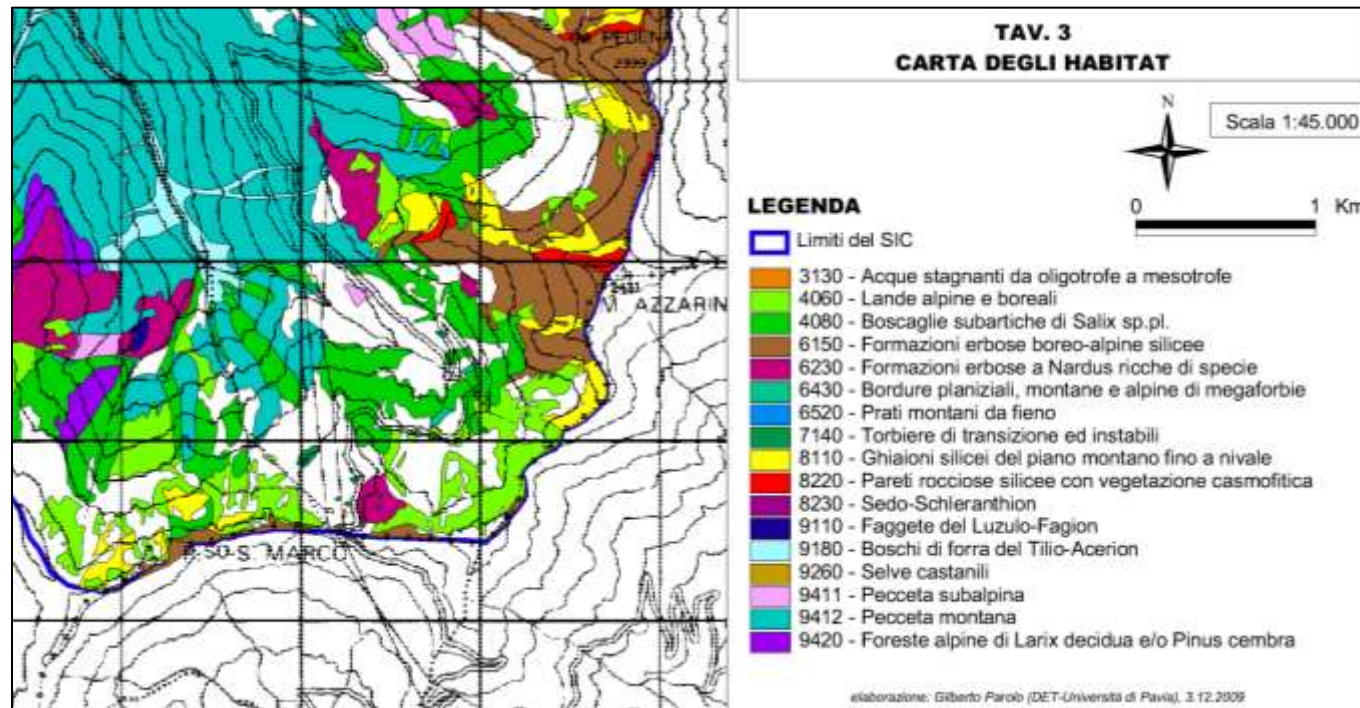 PEGENA
M. AZZARIN
S. MARCO
TAV. 3
CARTA DEGLI HABITAT
N
Scala 1:45.000
0 1 Km
LEGENDA
Limiti del SIC
3130 - Acque stagnanti da oligotrofe a mesotrofe
4060 - Lande alpine e boreali
4080 - Boscaglie subartiche di Salix sp.pl.
6150 - Formazioni erbose boreo-alpine silicee
6230 - Formazioni erbose a Nardus ricche di specie
6430 - Bordure planiziali, montane e alpine di megaforbie
6520 - Prati montani da fieno
7140 - Torbiere di transizione ed instabili
8110 - Ghiaioni silicei del piano montano fino a nivale
8220 - Pareti rocciose silicee con vegetazione casmofitica
8230 - Sedo-Schleranthion
9110 - Faggete del Luzulo-Fagion
9180 - Boschi di forra del Tilio-Acerion
9260 - Selve castanili
9411 - Pecceta subalpina
9412 - Pecceta montana
9420 - Foreste alpine di Larix decidua e/o Pinus cembra
elaborazione: Gilberto Parolo (DET-Università di Pavia), 3.12.2009